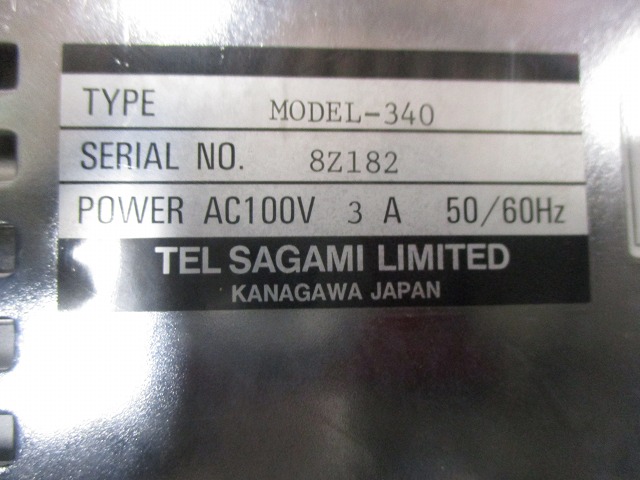 TYPE MODEL-340
SERIAL NO. 8Z182
POWER AC100V 3 A 50/60Hz
TEL SAGAMI LIMITED
KANAGAWA JAPAN